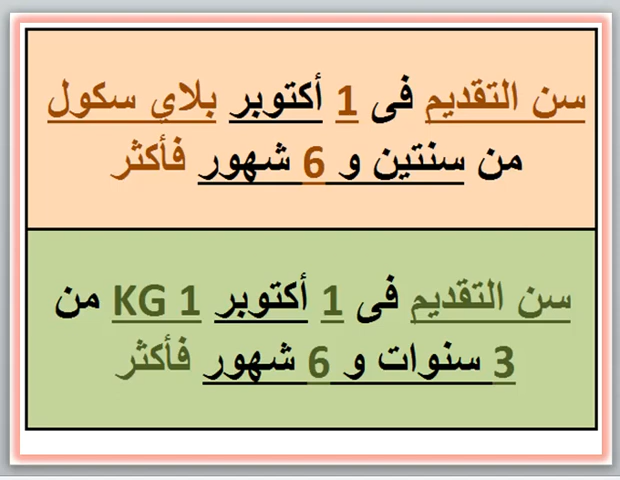 سن التقديم فى 1 أكتوبر بلاي سكول
من سنتين و 6 شهور فأكثر
سن التقديم فى 1 أكتوبر KG 1 من
3 سنوات و 6 شهور فأكثر